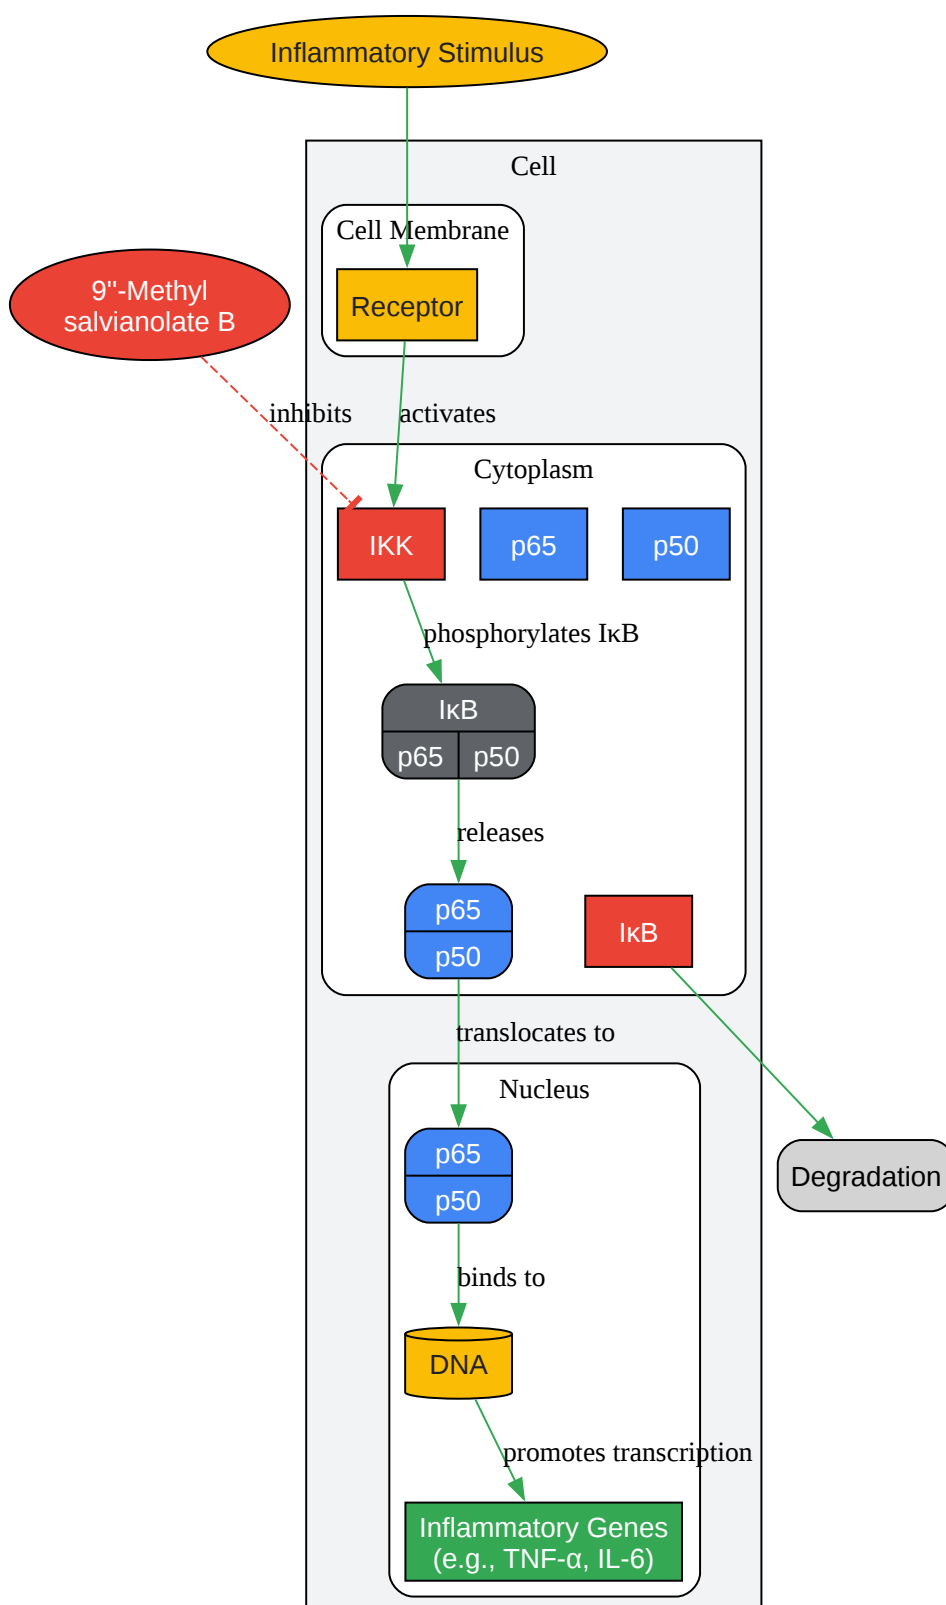 Inflammatory Stimulus
Cell
Cell Membrane
Receptor
9"-Methyl
salvianolate B
inhibits
activates
Cytoplasm
IKK
p65
p50
phosphorylates IκB
IκB
p65
p50
releases
p65
p50
IκB
translocates to
Nucleus
p65
p50
Degradation
binds to
DNA
promotes transcription
Inflammatory Genes
(e.g., TNF-α, IL-6)